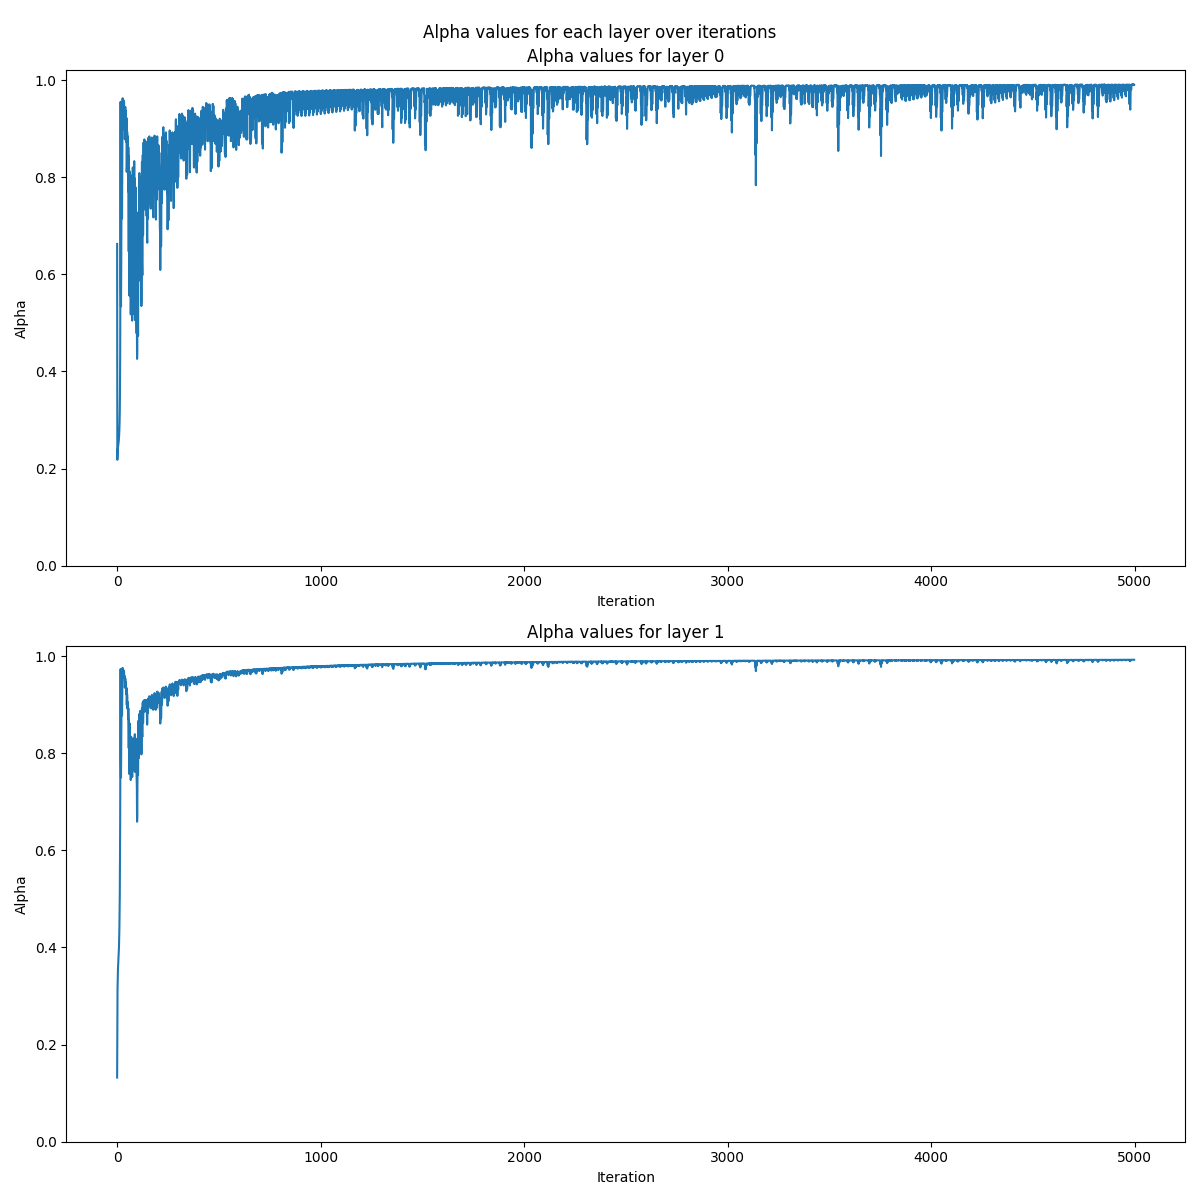 Alpha values for each layer over iterations
Alpha values for layer 0
1.0
0.8
0.6
0.4
0.2
0.0
Alpha
0 1000 2000 3000 4000 5000
Iteration
Alpha values for layer 1
1.0
0.8
0.6
0.4
0.2
0.0
Alpha
0 1000 2000 3000 4000 5000
Iteration